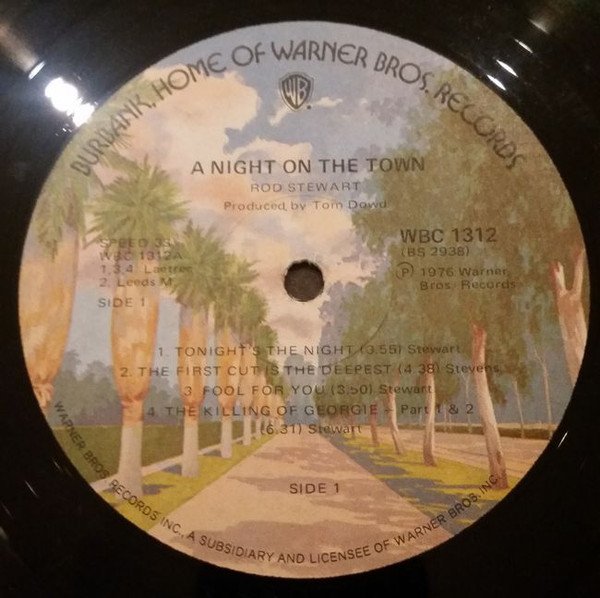 BURBANK, HOME OF WARNER BROS. RECORDS
WB
A NIGHT ON THE TOWN
ROD STEWART
Produced by Tom Dowd
SPEED 33
WBC 1312A
1,3,4. Laetrec
2. Leeds M.
SIDE 1
WBC 1312
(BS 2938)
Ⓟ 1976 Warner
Bros. Records
1. TONIGHT'S THE NIGHT (3.55) Stewart
2. THE FIRST CUT IS THE DEEPEST (4.38) Stevens
3. FOOL FOR YOU (3.50) Stewart
4. THE KILLING OF GEORGIE – Part 1 & 2
(6.31) Stewart
SIDE 1
WARNER BROS. RECORDS INC., A SUBSIDIARY AND LICENSEE OF WARNER BROS. INC.